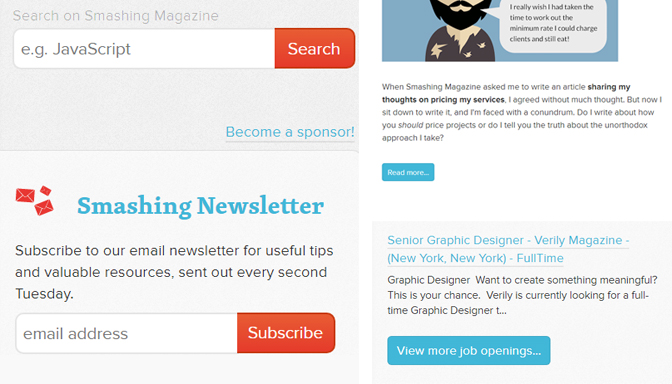 Search on Smashing Magazine
e.g. JavaScript
Search
Become a sponsor!
Smashing Newsletter
Subscribe to our email newsletter for useful tips
and valuable resources, sent out every second
Tuesday.
email address
Subscribe
I really wish I had taken the
time to work out the
minimum rate I could charge
clients and still eat!
When Smashing Magazine asked me to write an article sharing my
thoughts on pricing my services, I agreed without much thought. But now I
sit down to write it, and I'm faced with a conundrum. Do I write about how
you should price projects or do I tell you the truth about the unorthodox
approach I take?
Read more...
Senior Graphic Designer - Verily Magazine -
(New York, New York) - FullTime
Graphic Designer Want to create something meaningful?
This is your chance. Verily is currently looking for a full-
time Graphic Designer t...
View more job openings...